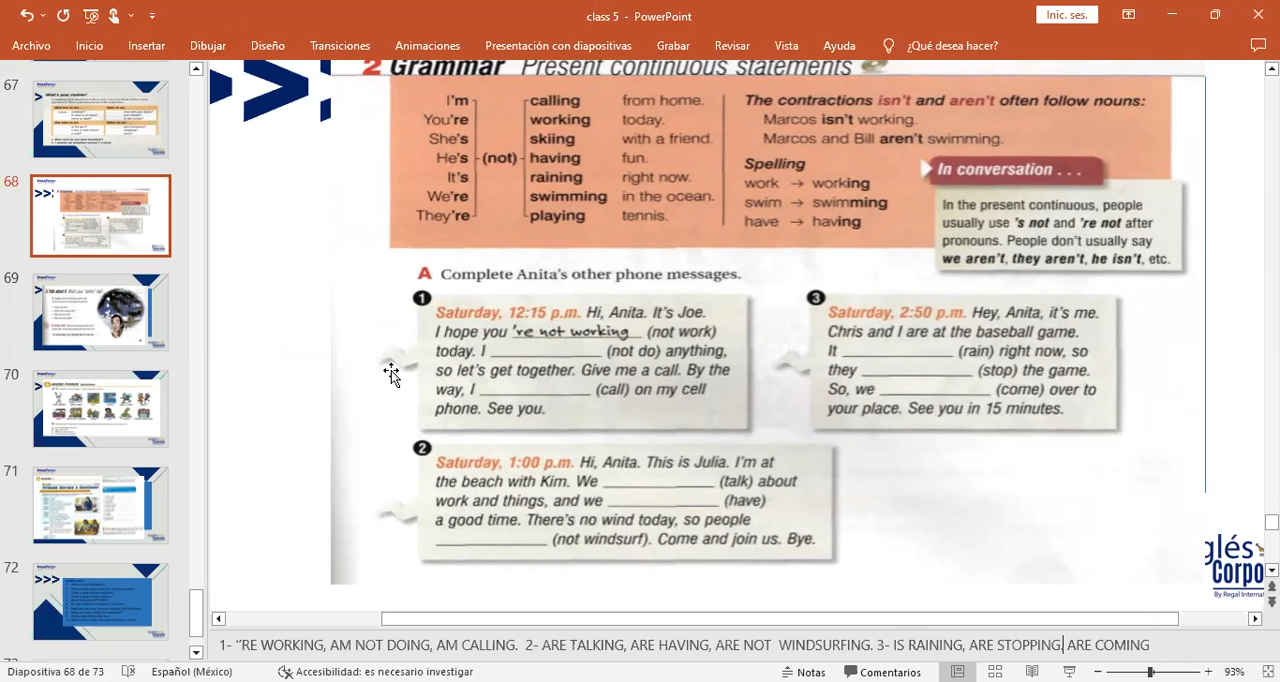 class 5 - PowerPoint
Inic. ses.
Archivo Inicio Insertar Dibujar Diseño Transiciones Animaciones Presentación con diapositivas Grabar Revisar Vista Ayuda ¿Qué desea hacer?
67
68
69
70
71
72
2 Grammar Present continuous statements
I'm calling from home.
You're working today.
She's skiing with a friend.
He's (not) having fun.
It's raining right now.
We're swimming in the ocean.
They're playing tennis.
The contractions isn't and aren't often follow nouns:
Marcos isn't working.
Marcos and Bill aren't swimming.
Spelling
work → working
swim → swimming
have → having
In conversation . . .
In the present continuous, people
usually use 's not and 're not after
pronouns. People don't usually say
we aren't, they aren't, he isn't, etc.
A Complete Anita's other phone messages.
1
Saturday, 12:15 p.m. Hi, Anita. It's Joe.
I hope you 're not working (not work)
today. I ____________ (not do) anything,
so let's get together. Give me a call. By the
way, I ____________ (call) on my cell
phone. See you.
2
Saturday, 1:00 p.m. Hi, Anita. This is Julia. I'm at
the beach with Kim. We ____________ (talk) about
work and things, and we ____________ (have)
a good time. There's no wind today, so people
____________ (not windsurf). Come and join us. Bye.
3
Saturday, 2:50 p.m. Hey, Anita, it's me.
Chris and I are at the baseball game.
It ____________ (rain) right now, so
they ____________ (stop) the game.
So, we ____________ (come) over to
your place. See you in 15 minutes.
glés
Corpo
By Regal Internat
1- ‘’RE WORKING, AM NOT DOING, AM CALLING. 2- ARE TALKING, ARE HAVING, ARE NOT WINDSURFING. 3- IS RAINING, ARE STOPPING, ARE COMING
Diapositiva 68 de 73 Español (México) Accesibilidad: es necesario investigar Notas Comentarios 93%